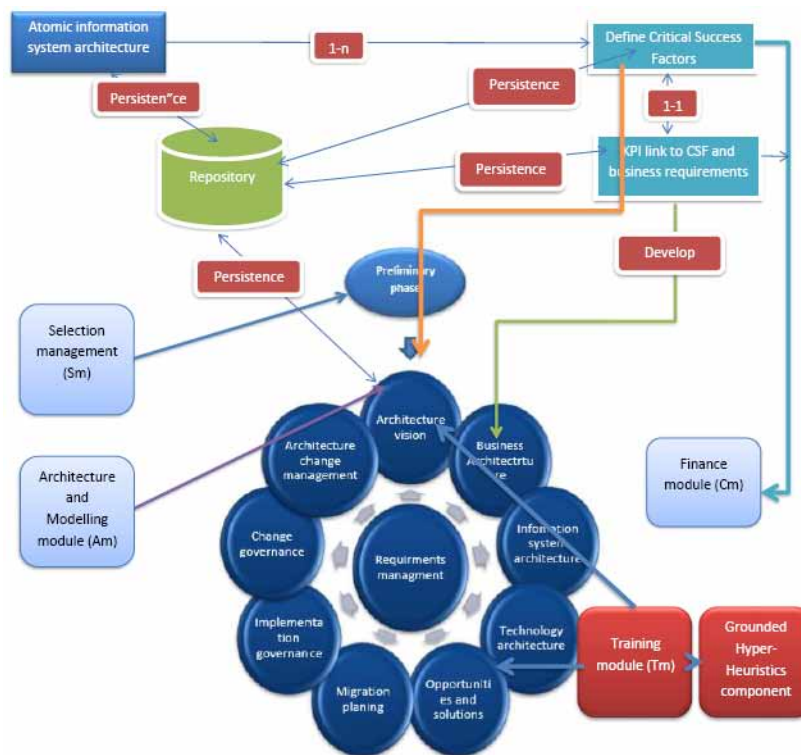 Atomic information
system architecture
1-n
Define Critical Success
Factors
Persisten"ce
Persistence
1-1
Repository
Persistence
KPI link to CSF and
business requirements
Persistence
Develop
Preliminary
phase
Selection
management
(Sm)
Architecture
vision
Architecture
change
management
Business
Architectrtu
re
Architecture
and
Modelling
module (Am)
Finance
module (Cm)
Change
governance
Requirments
managment
Infomation
system
architecture
Implementa
tion
governance
Technology
architecture
Training
module (Tm)
Grounded
Hyper-
Heuristics
component
Migration
planing
Opportuniti
es and
solutions